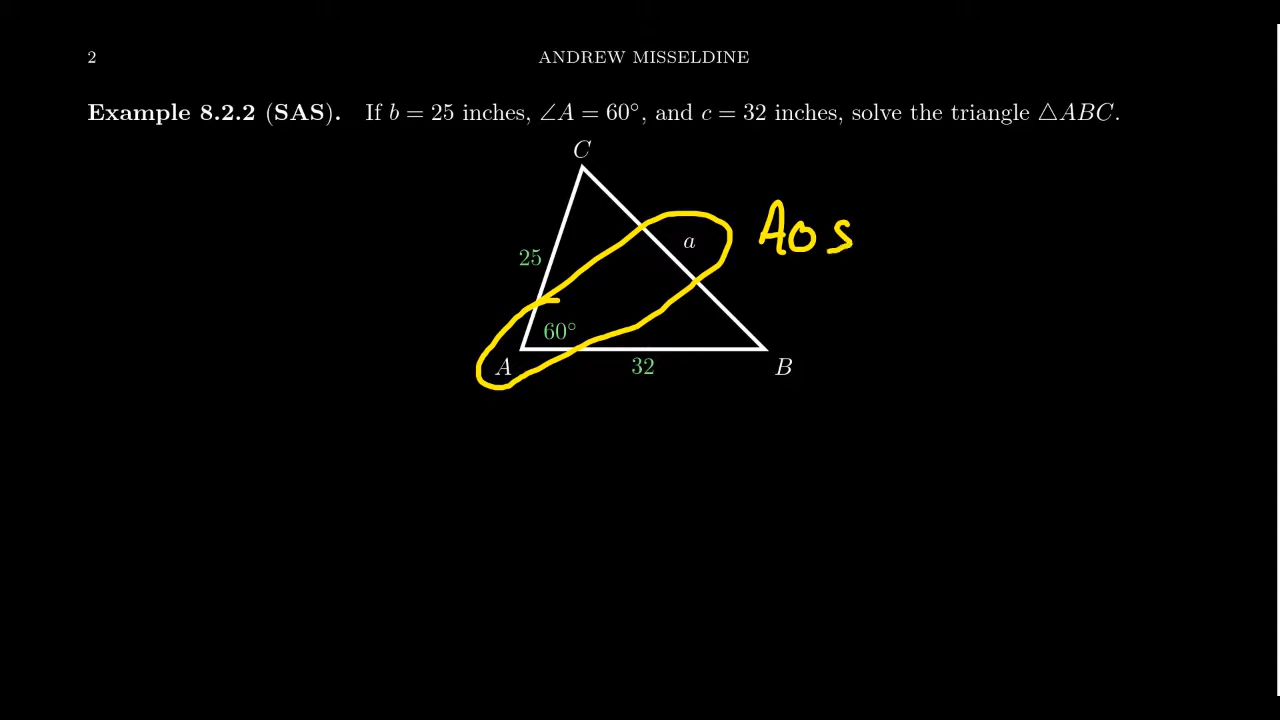 2 ANDREW MISSELDINE
Example 8.2.2 (SAS). If b = 25 inches, ∠A = 60°, and c = 32 inches, solve the triangle △ABC.
C
AOS
a
25
60°
A
32
B